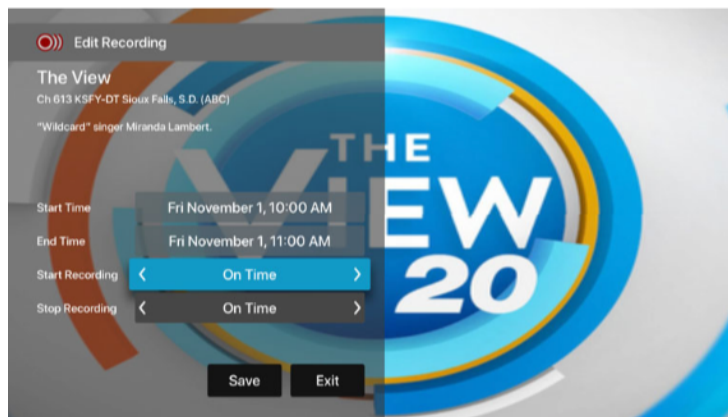 Edit Recording
The View
Ch 613 KSFY-DT Sioux Falls, S.D. (ABC)
"Wildcard" singer Miranda Lambert.
Start Time Fri November 1, 10:00 AM
End Time Fri November 1, 11:00 AM
Start Recording < On Time >
Stop Recording < On Time >
Save Exit
THE
VIEW
20